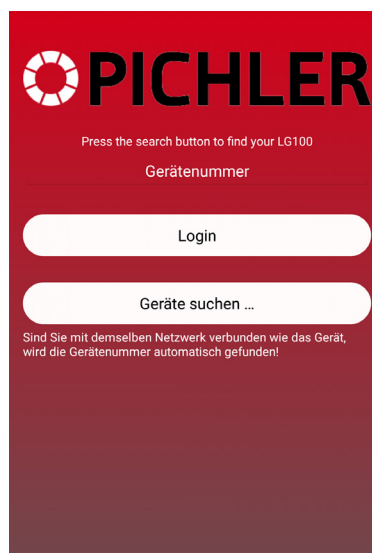 PICHLER
Press the search button to find your LG100
Gerätenummer
Login
Geräte suchen ...
Sind Sie mit demselben Netzwerk verbunden wie das Gerät,
wird die Gerätenummer automatisch gefunden!